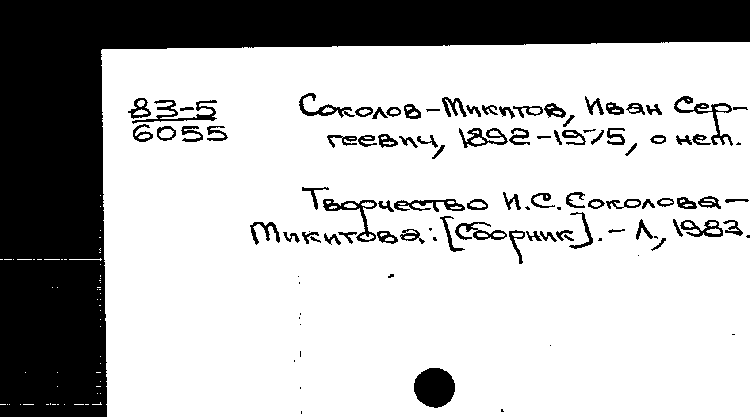 83-5
6055
Соколов-Микитов, Иван Сер-
геевич, 1892-1975, о нем.
Творчество И.С. Соколова-
Микитова: [Сборник]. - Л., 1983.